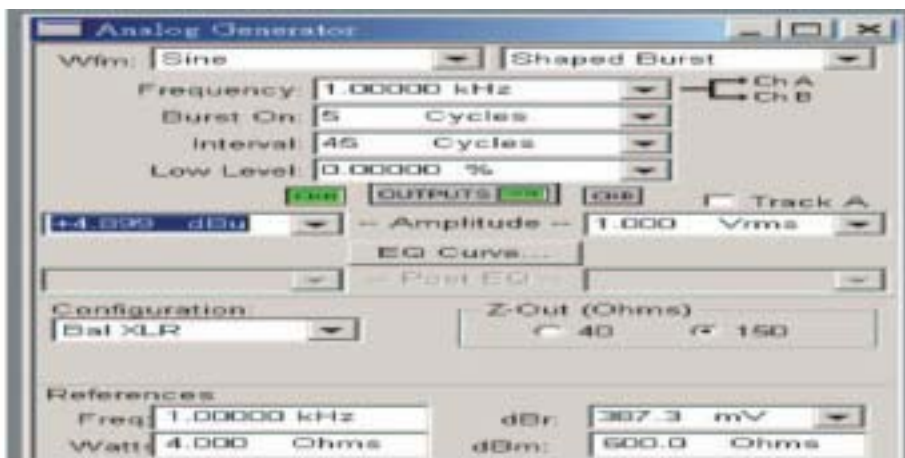 Analog Generator
Wfm: Sine Shaped Burst
Frequency: 1.00000 kHz Ch A
Ch B
Burst On: 5 Cycles
Interval: 45 Cycles
Low Level: 0.00000 %
OUTPUTS
Track A
dBu -- Amplitude -- 1.000 Vrms
EQ Curve...
-- Post EQ --
Configuration
Bal XLR
Z-Out (Ohms)
40 150
References
Freq: 1.00000 kHz dBr: 387.3 mV
Watts: 4.000 Ohms dBm: 600.0 Ohms